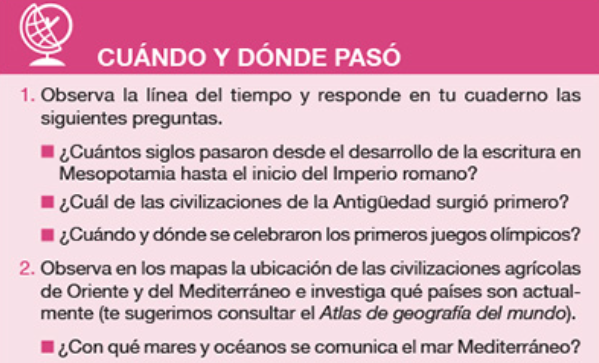 CUÁNDO Y DÓNDE PASÓ
1. Observa la línea del tiempo y responde en tu cuaderno las
siguientes preguntas.
■ ¿Cuántos siglos pasaron desde el desarrollo de la escritura en
Mesopotamia hasta el inicio del Imperio romano?
■ ¿Cuál de las civilizaciones de la Antigüedad surgió primero?
■ ¿Cuándo y dónde se celebraron los primeros juegos olímpicos?
2. Observa en los mapas la ubicación de las civilizaciones agrícolas
de Oriente y del Mediterráneo e investiga qué países son actual-
mente (te sugerimos consultar el Atlas de geografía del mundo).
■ ¿Con qué mares y océanos se comunica el mar Mediterráneo?